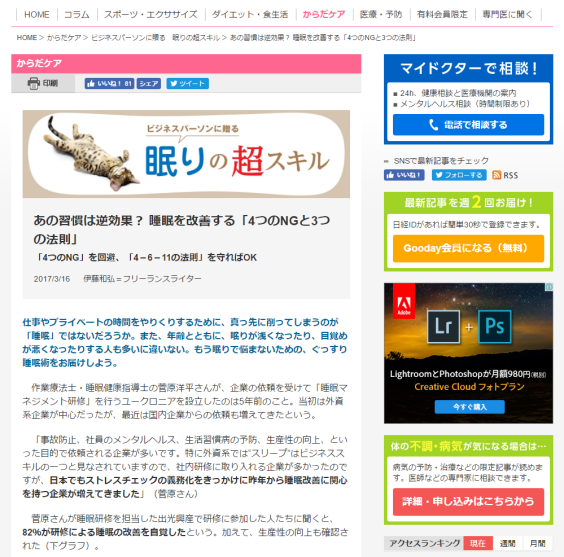 HOME
コラム
スポーツ・エクササイズ
ダイエット・食生活
からだケア
医療・予防
有料会員限定
専門医に聞く
HOME > からだケア > ビジネスパーソンに贈る 眠りの超スキル > あの習慣は逆効果？ 睡眠を改善する「4つのNGと3つの法則」
からだケア
印刷
いいね！ 81
シェア
ツイート
ビジネスパーソンに贈る
眠りの超スキル
あの習慣は逆効果？ 睡眠を改善する「4つのNGと3つ
の法則」
「4つのNG」を回避、「4－6－11の法則」を守ればOK
2017/3/16 伊藤和弘＝フリーランスライター
仕事やプライベートの時間をやりくりするために、真っ先に削ってしまうのが
「睡眠」ではないだろうか。また、年齢とともに、眠りが浅くなったり、目覚め
が悪くなったりする人も多いに違いない。もう眠りで悩まないための、ぐっすり
睡眠術をお届けしよう。
作業療法士・睡眠健康指導士の菅原洋平さんが、企業の依頼を受けて「睡眠マ
ネジメント研修」を行うユークロニアを設立したのは5年前のこと。当初は外資
系企業が中心だったが、最近は国内企業からの依頼も増えてきたという。
「事故防止、社員のメンタルヘルス、生活習慣病の予防、生産性の向上、といっ
た目的で依頼される企業が多いです。特に外資系では“スリープ”はビジネスス
キルの一つと見なされていますので、社内研修に取り入れる企業が多かったので
すが、日本でもストレスチェックの義務化をきっかけに昨年から睡眠改善に関心
を持つ企業が増えてきました」（菅原さん）
菅原さんが睡眠研修を担当した出光興産で研修に参加した人たちに聞くと、
82%が研修による睡眠の改善を自覚したという。加えて、生産性の向上も確認され
た（下グラフ）。
マイドクターで相談！
■ 24h、健康相談と医療機関の案内
■ メンタルヘルス相談（時間制限あり）
電話で相談する
SNSで最新記事をチェック
いいね！
フォローする
RSS
最新記事を週2回お届け！
日経IDがあれば簡単30秒で登録できます。
Gooday会員になる（無料）
Adobe
Lr + Ps
LightroomとPhotoshopが月額980円(税別)
Creative Cloud フォトプラン
今すぐ購入
体の不調・病気が気になる場合は…
病気の予防・治療などの限定記事が読めま
す。医師などの専門家に相談できます。
詳細・申し込みはこちらから
アクセスランキング
現在
週間
月間